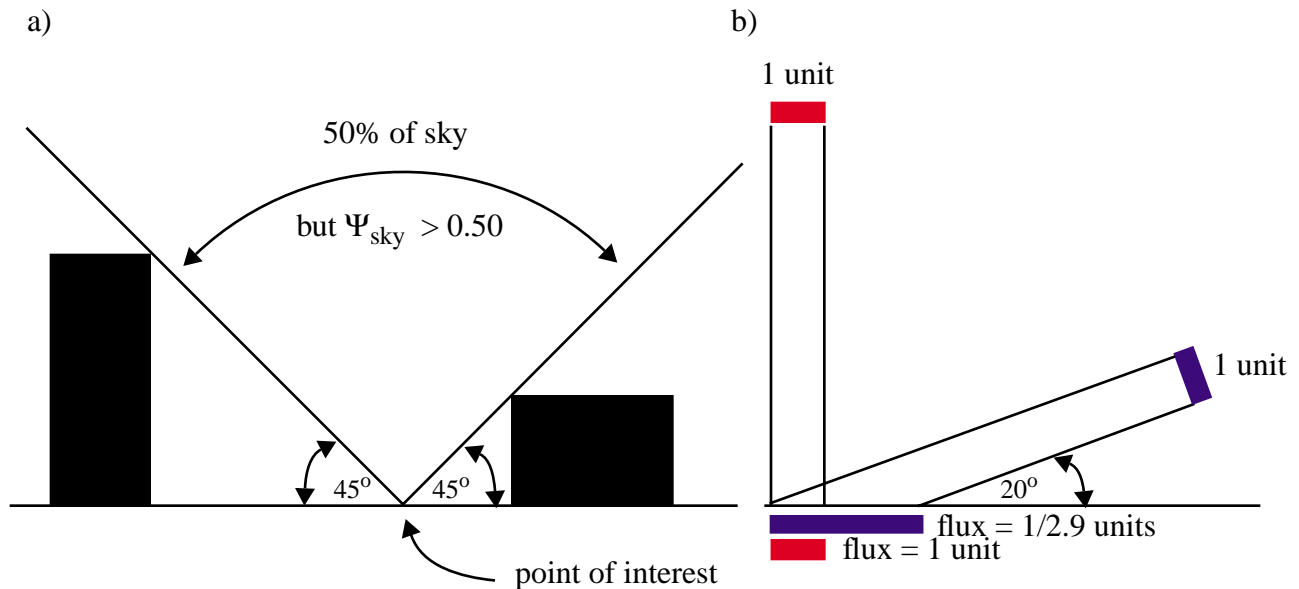 a)
50% of sky
but Ψsky > 0.50
45o
45o
point of interest
b)
1 unit
1 unit
20o
flux = 1/2.9 units
flux = 1 unit